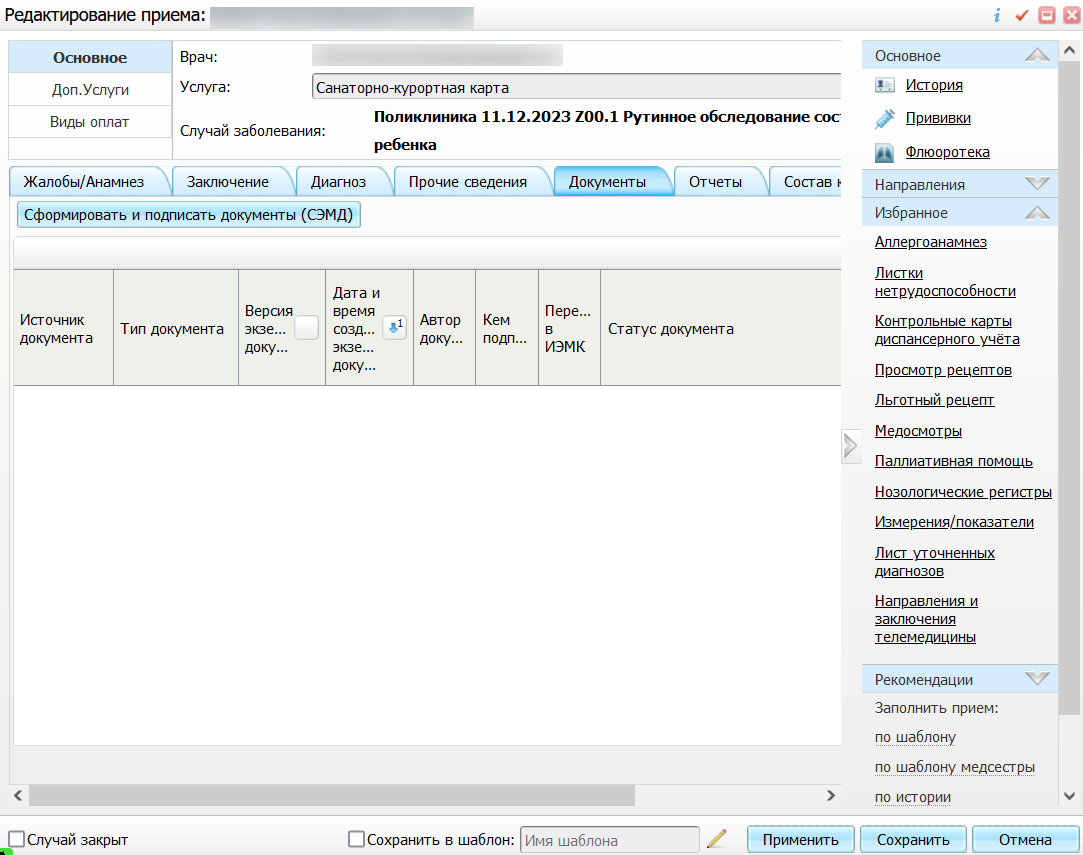 Редактирование приема:
Основное
Доп.Услуги
Виды оплат
Врач:
Услуга: Санаторно-курортная карта
Случай заболевания: Поликлиника 11.12.2023 Z00.1 Рутинное обследование сос
ребенка
Жалобы/Анамнез Заключение Диагноз Прочие сведения Документы Отчеты Состав
Сформировать и подписать документы (СЭМД)
Источник
документа
Тип документа
Версия
экзе...
доку...
Дата и
время
созд...
экзе...
доку...
1
Автор
доку...
Кем
подп...
Пере...
в
ИЭМК
Статус документа
Основное
История
Прививки
Флюоротека
Направления
Избранное
Аллергоанамнез
Листки
нетрудоспособности
Контрольные карты
диспансерного учёта
Просмотр рецептов
Льготный рецепт
Медосмотры
Паллиативная помощь
Нозологические регистры
Измерения/показатели
Лист уточненных
диагнозов
Направления и
заключения
телемедицины
Рекомендации
Заполнить прием:
по шаблону
по шаблону медсестры
по истории
Случай закрыт
Сохранить в шаблон: Имя шаблона
Применить Сохранить Отмена